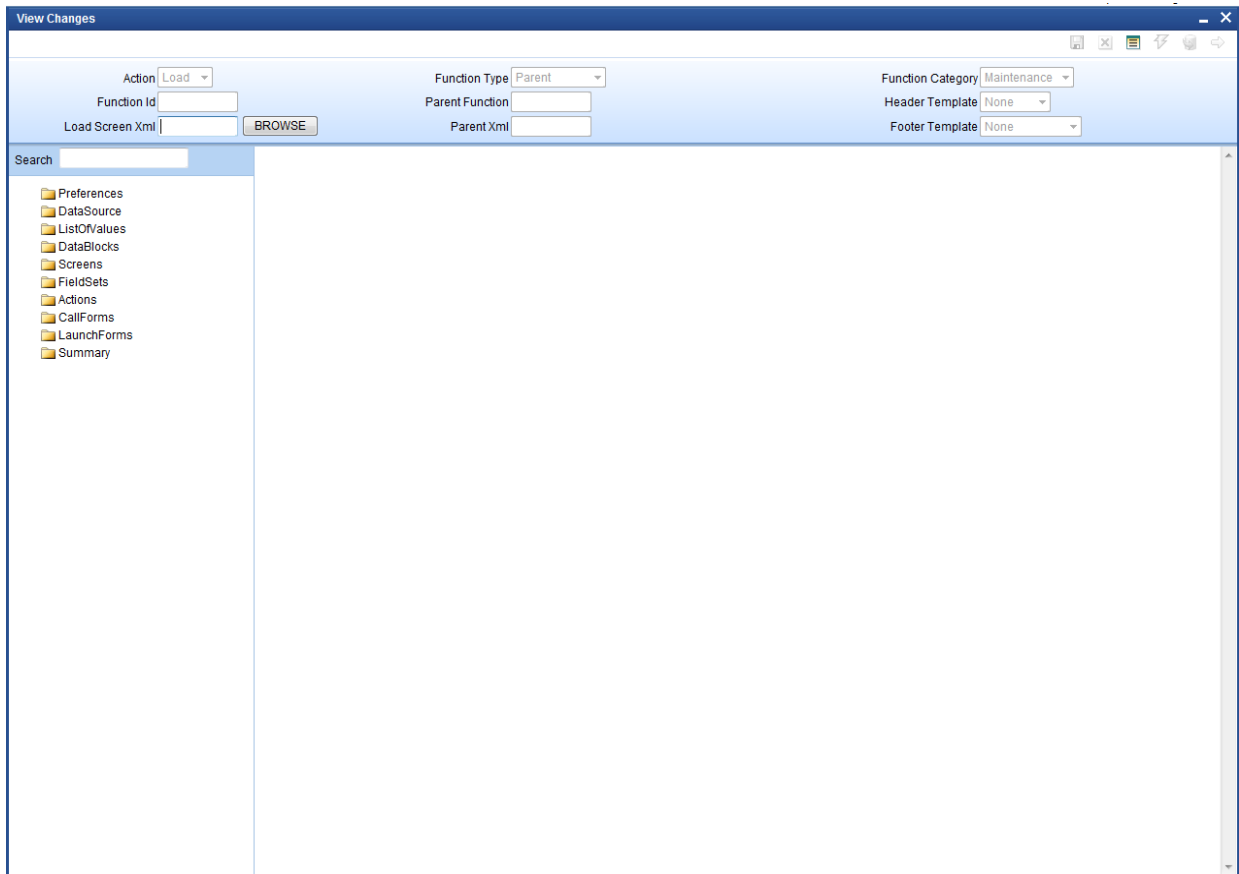 View Changes
Action Load Function Type Parent Function Category Maintenance
Function Id Parent Function Header Template None
Load Screen Xml BROWSE Parent Xml Footer Template None
Search
Preferences
DataSource
ListOfValues
DataBlocks
Screens
FieldSets
Actions
CallForms
LaunchForms
Summary